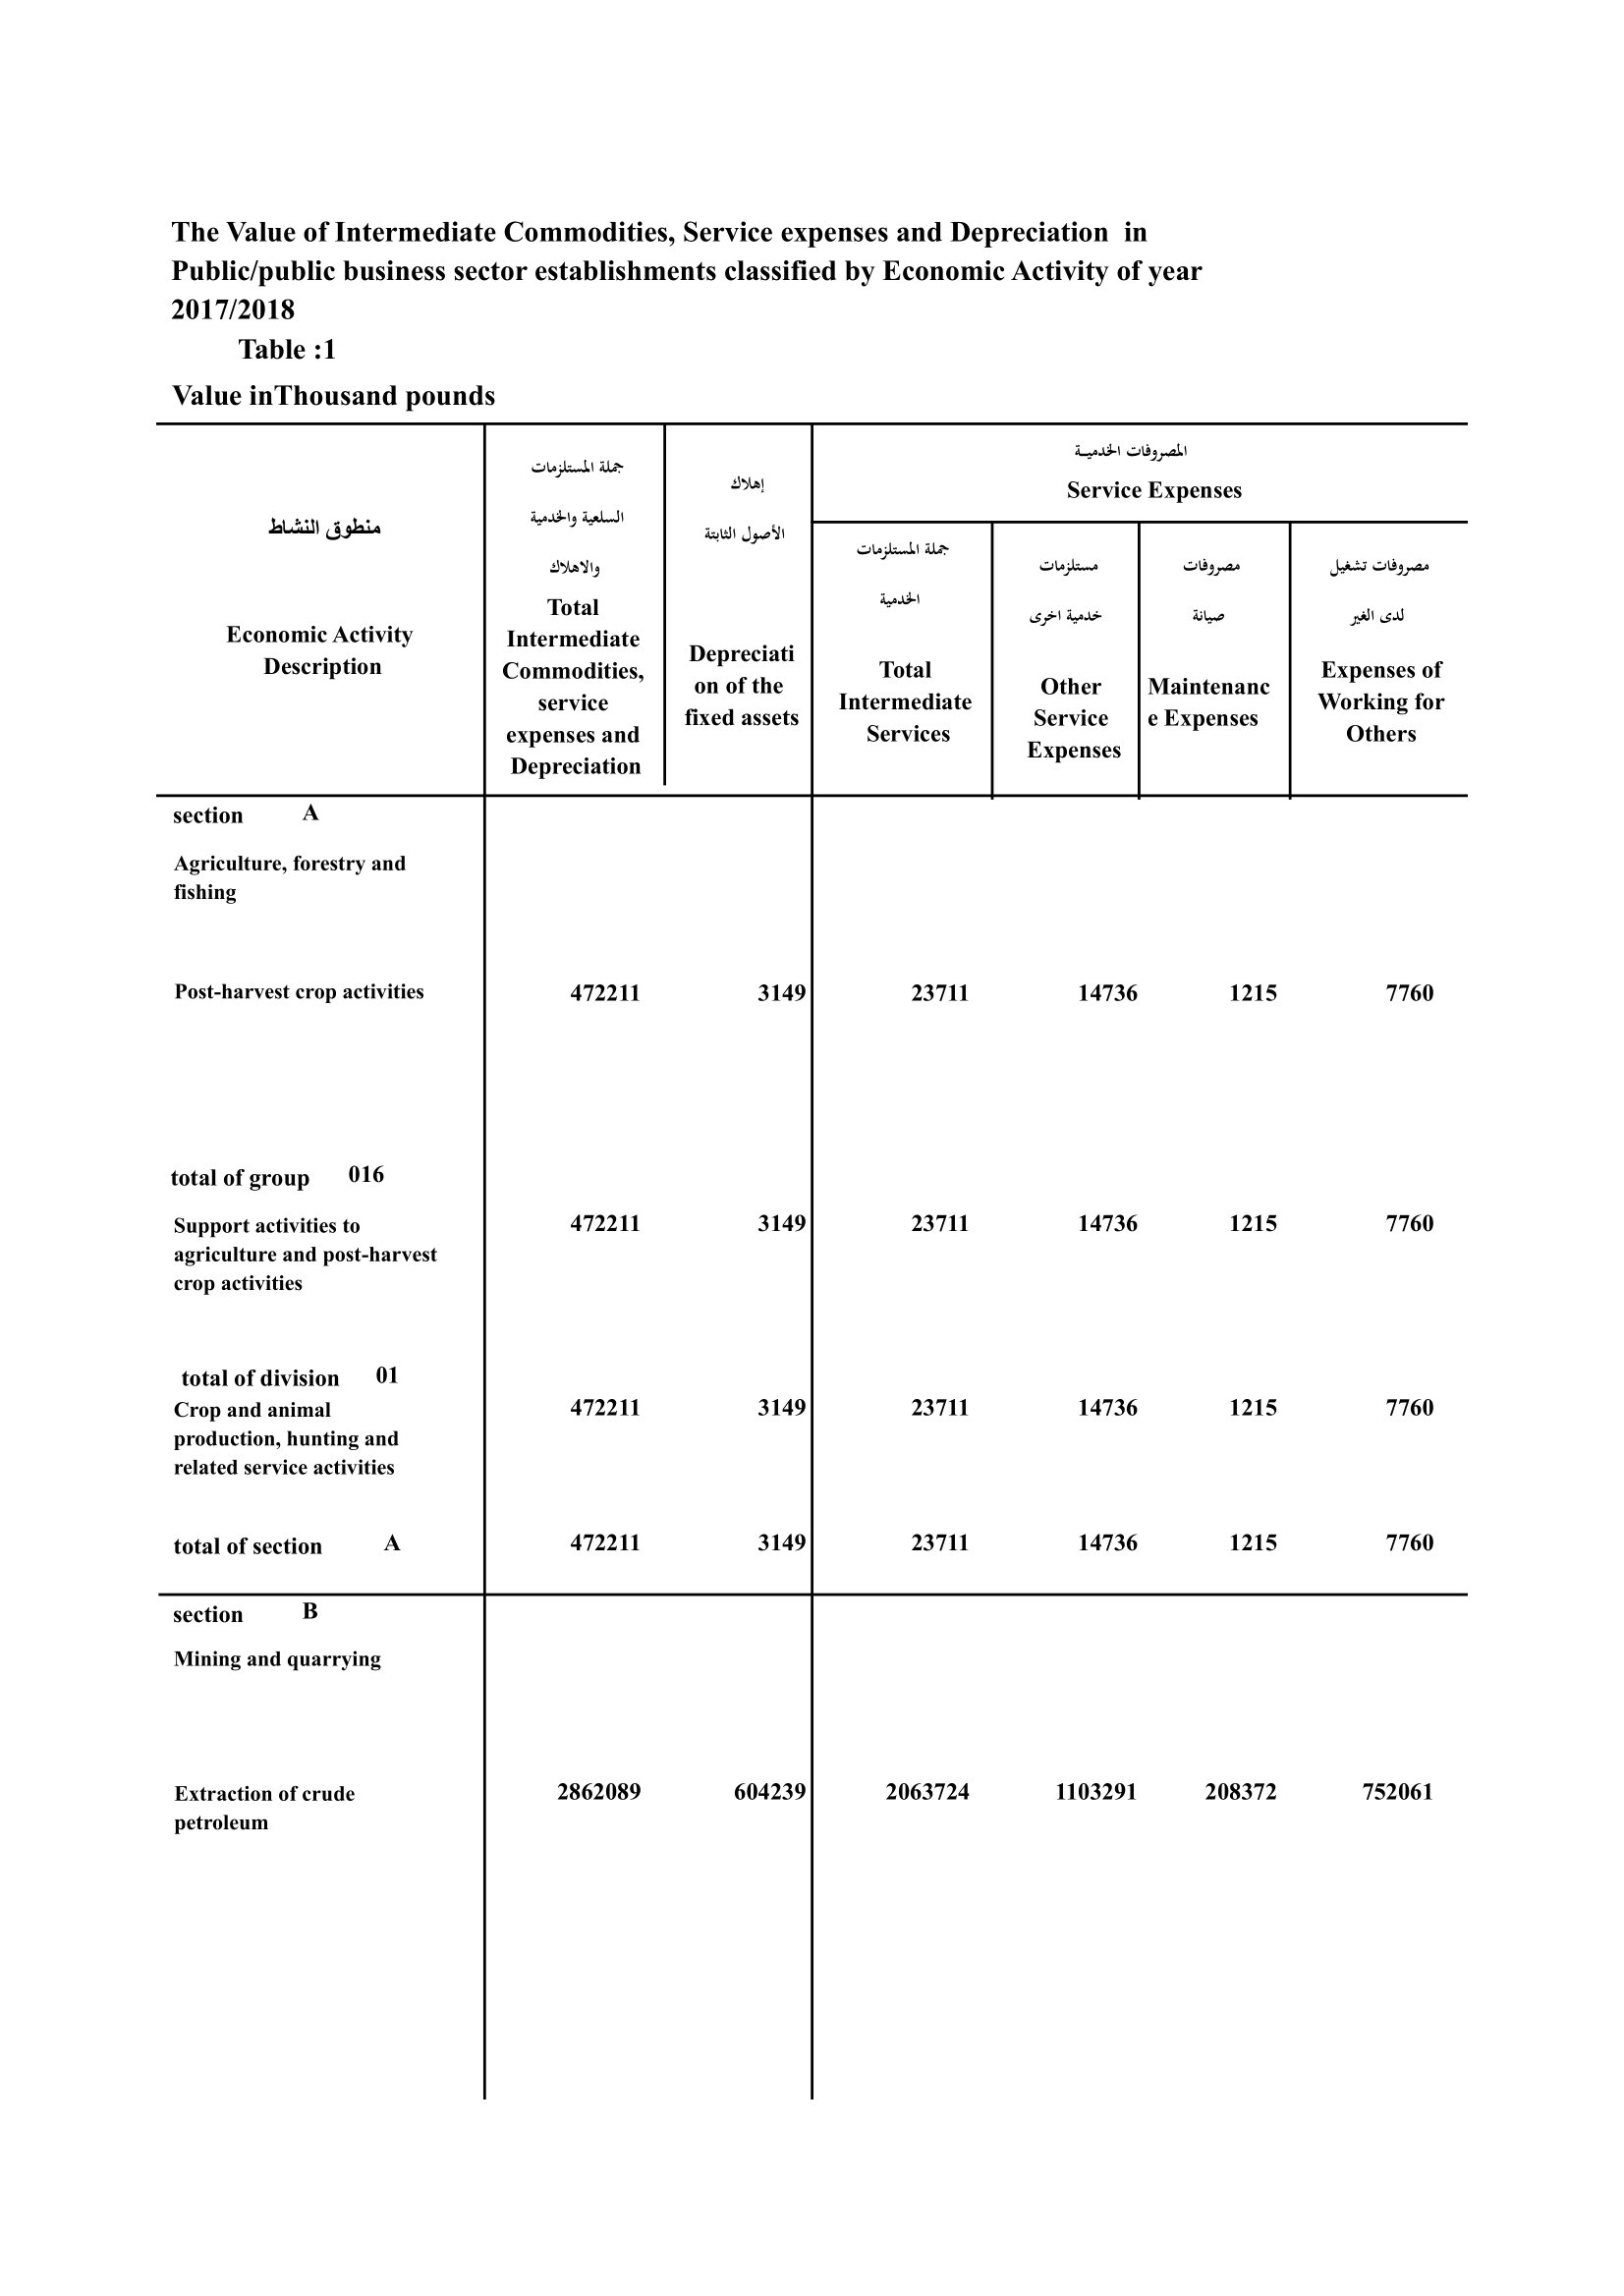 The Value of Intermediate Commodities, Service expenses and Depreciation in
Public/public business sector establishments classified by Economic Activity of year
2017/2018
Table :1
Value inThousand pounds
منطوق النشاط
Economic Activity
Description
جملة المستلزمات
السلعية والخدمية
والاهلاك
Total
Intermediate
Commodities,
service
expenses and
Depreciation
إهلاك
الأصول الثابتة
Depreciati
on of the
fixed assets
المصروفات الخدميـة
Service Expenses
جملة المستلزمات
الخدمية
Total
Intermediate
Services
مستلزمات
خدمية اخرى
Other
Service
Expenses
مصروفات
صيانة
Maintenanc
e Expenses
مصروفات تشغيل
لدى الغير
Expenses of
Working for
Others
section A
Agriculture, forestry and
fishing
Post-harvest crop activities 472211 3149 23711 14736 1215 7760
total of group 016
Support activities to 472211 3149 23711 14736 1215 7760
agriculture and post-harvest
crop activities
total of division 01
Crop and animal 472211 3149 23711 14736 1215 7760
production, hunting and
related service activities
total of section A 472211 3149 23711 14736 1215 7760
section B
Mining and quarrying
Extraction of crude 2862089 604239 2063724 1103291 208372 752061
petroleum